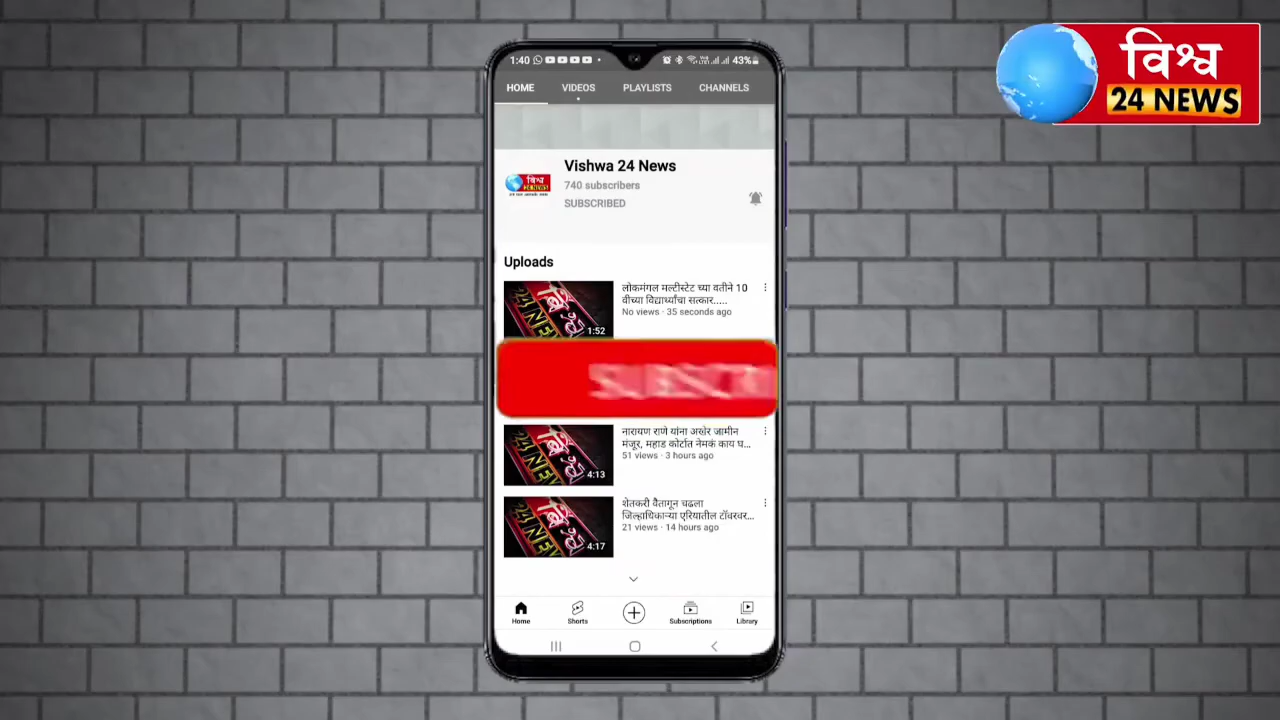 विश्व
24 NEWS
1:40
43%
HOME VIDEOS PLAYLISTS CHANNELS
Vishwa 24 News
740 subscribers
SUBSCRIBED
Uploads
लोकमंगल मल्टीस्टेट च्या वतीने 10
वीच्या विद्यार्थ्यांचा सत्कार.....
No views · 35 seconds ago
1:52
नारायण राणे यांना अखेर जामीन
मंजूर, महाड कोर्टात नेमकं काय घ...
51 views · 3 hours ago
4:13
शेतकरी वैतागून चढला
जिल्हाधिकाऱ्या एरियातील टॉवरवर...
21 views · 14 hours ago
4:17
Home Shorts Subscriptions Library